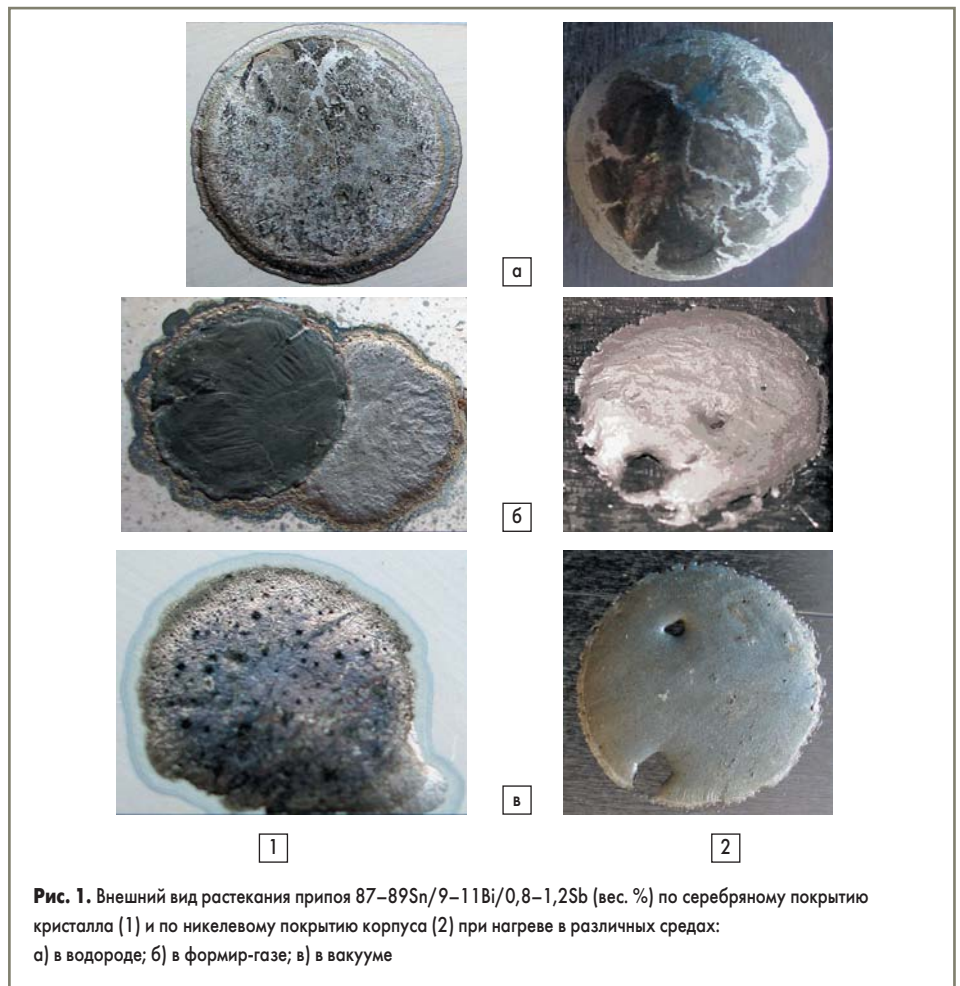 а
б
в
1 2
Рис. 1. Внешний вид растекания припоя 87–89Sn/9–11Bi/0,8–1,2Sb (вес. %) по серебряному покрытию
кристалла (1) и по никелевому покрытию корпуса (2) при нагреве в различных средах:
а) в водороде; б) в формир-газе; в) в вакууме